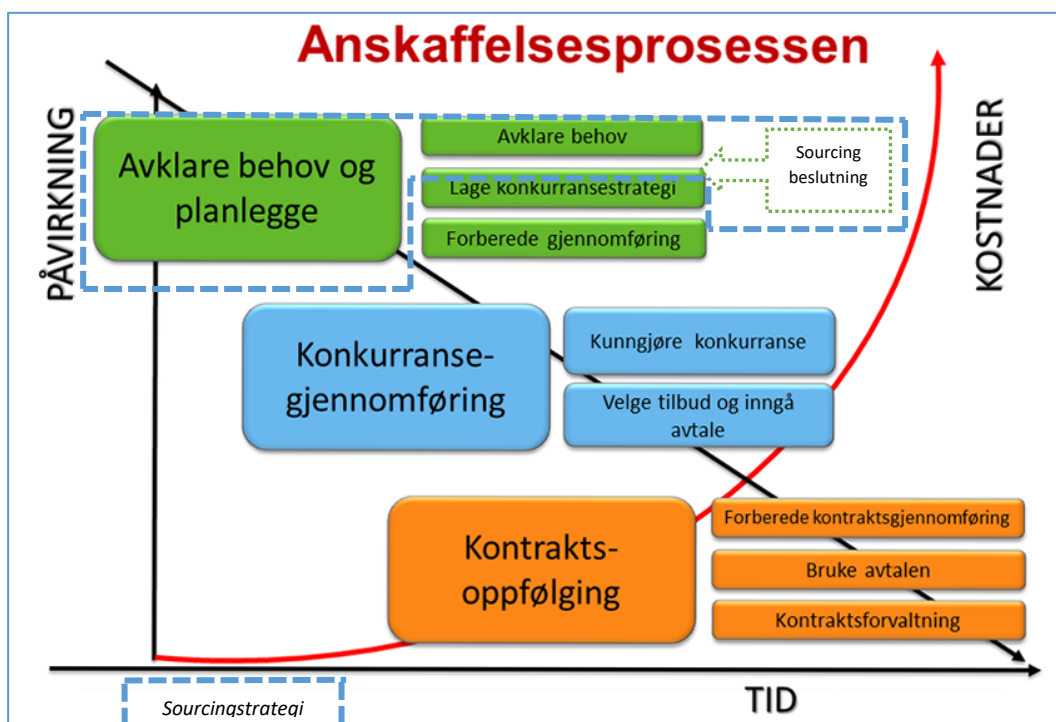 Anskaffelsesprosessen
PÅVIRKNING
KOSTNADER
Avklare behov og
planlegge
Avklare behov
Lage konkurransestrategi
Forberede gjennomføring
Sourcing
beslutning
Konkurranse-
gjennomføring
Kunngjøre konkurranse
Velge tilbud og inngå
avtale
Kontrakts-
oppfølging
Forberede kontraktsgjennomføring
Bruke avtalen
Kontraktsforvaltning
Sourcingstrategi
TID